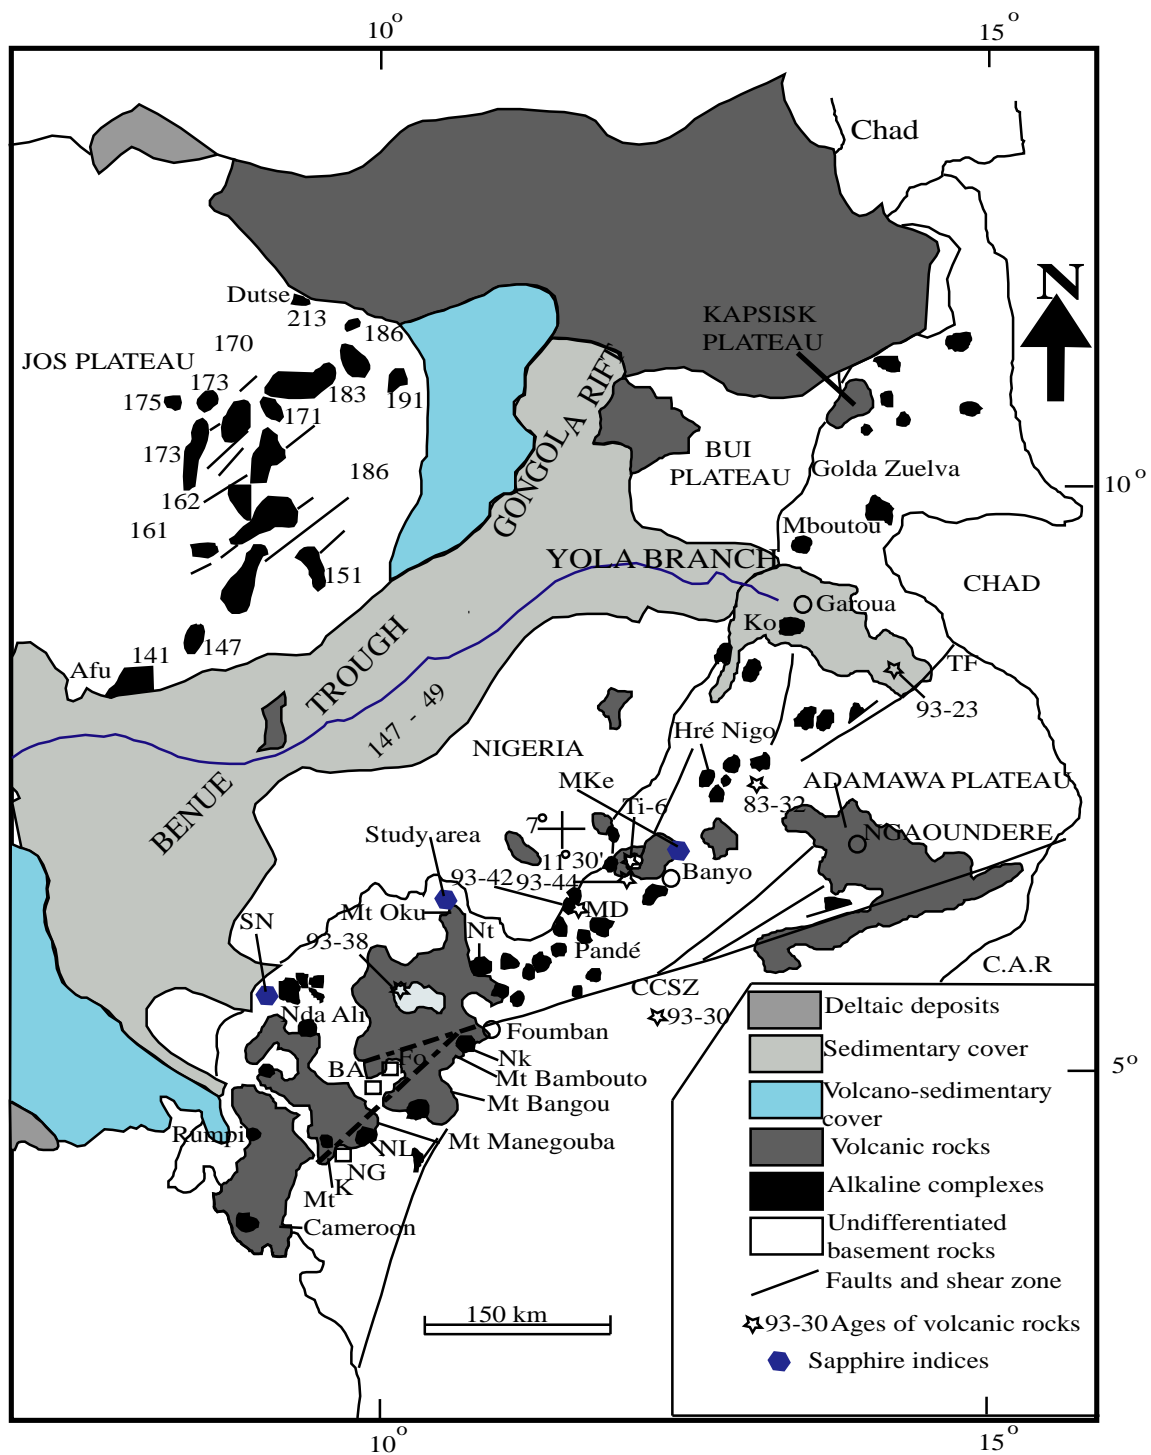 10°
15°
Chad
N
Dutse
213
186
KAPSISK
PLATEAU
170
JOS PLATEAU
173
183
191
175
171
GONGOLA RIFT
173
BUI
PLATEAU
Golda Zuelva
186
162
10°
161
Mboutou
YOLA BRANCH
151
CHAD
Garoua
Ko
147
TROUGH
141
Afu
TF
93-23
147 - 49
Hré Nigo
NIGERIA
MKe
ADAMAWA PLATEAU
83-32
Ti-6
BENUE
7°
Study area
NGAOUNDERE
11°30'
93-42
93-44
Banyo
SN
Mt Oku
MD
Nt
93-38
Pandé
C.A.R
CCSZ
Nda Ali
93-30
Foumban
Fo
BA
Nk
Mt Bambouto
Mt Bangou
Rumpi
Mt Manegouba
NL
NG
K
Mt
Cameroon
5°
Deltaic deposits
Sedimentary cover
Volcano-sedimentary
cover
Volcanic rocks
Alkaline complexes
Undifferentiated
basement rocks
Faults and shear zone
93-30 Ages of volcanic rocks
Sapphire indices
150 km
10°
15°